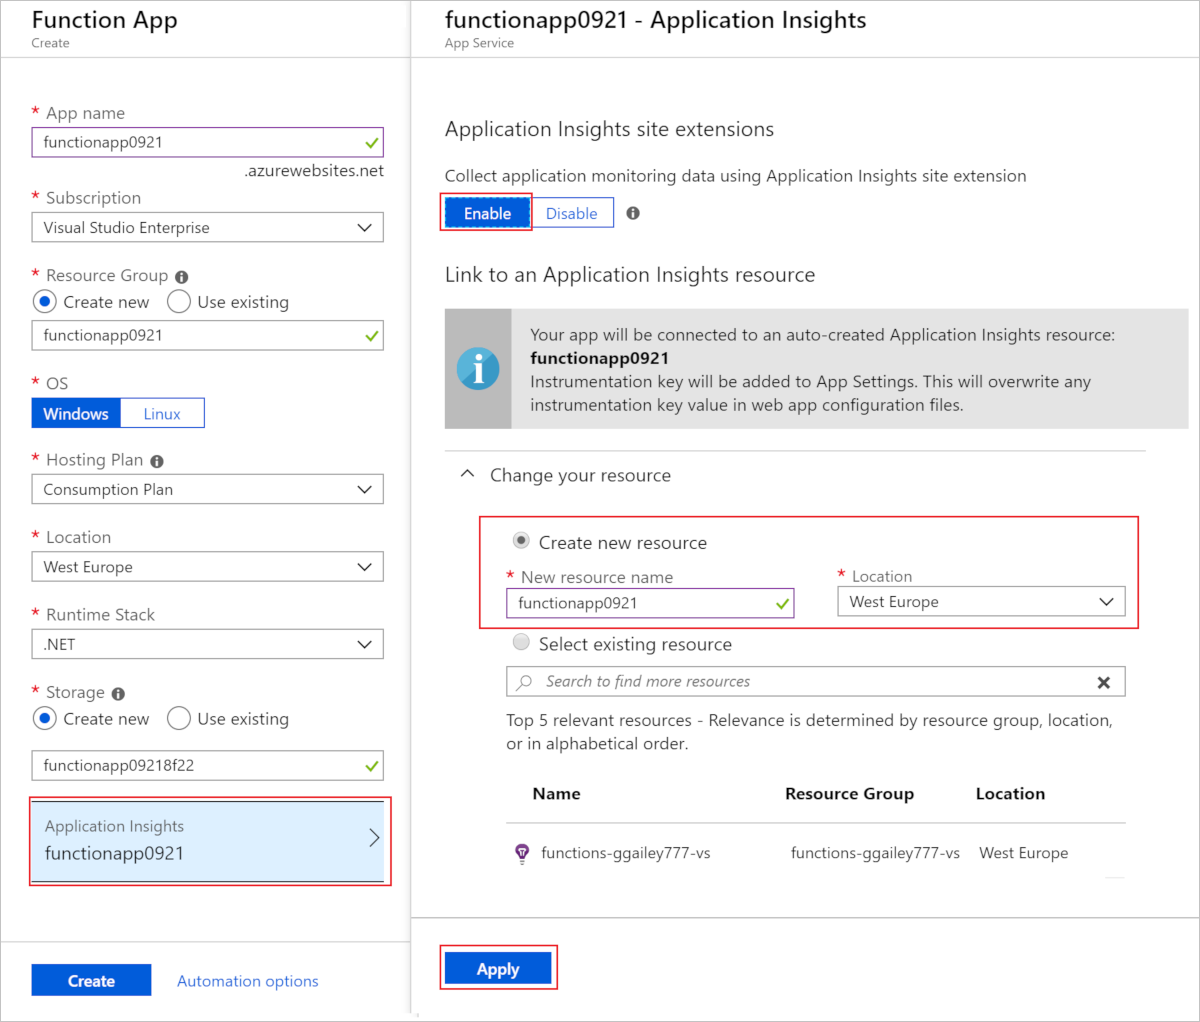 Function App
Create
* App name
functionapp0921
.azurewebsites.net
* Subscription
Visual Studio Enterprise
* Resource Group
Create new Use existing
functionapp0921
* OS
Windows Linux
* Hosting Plan
Consumption Plan
* Location
West Europe
* Runtime Stack
.NET
* Storage
Create new Use existing
functionapp09218f22
Application Insights
functionapp0921
Create Automation options
functionapp0921 - Application Insights
App Service
Application Insights site extensions
Collect application monitoring data using Application Insights site extension
Enable Disable
Link to an Application Insights resource
Your app will be connected to an auto-created Application Insights resource:
functionapp0921
Instrumentation key will be added to App Settings. This will overwrite any
instrumentation key value in web app configuration files.
Change your resource
Create new resource
* New resource name * Location
functionapp0921 West Europe
Select existing resource
Search to find more resources
Top 5 relevant resources - Relevance is determined by resource group, location,
or in alphabetical order.
Name Resource Group Location
functions-ggailey777-vs functions-ggailey777-vs West Europe
Apply